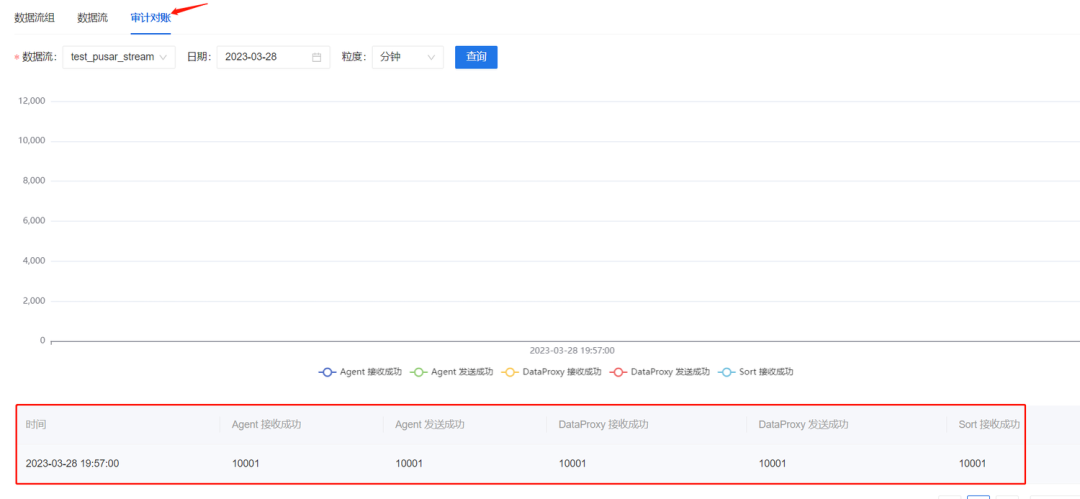 数据流组 数据流 审计对账
* 数据流: test_pusar_stream 日期: 2023-03-28 粒度: 分钟 查询
12,000
10,000
8,000
6,000
4,000
2,000
0
2023-03-28 19:57:00
Agent 接收成功 Agent 发送成功 DataProxy 接收成功 DataProxy 发送成功 Sort 接收成功
时间 Agent 接收成功 Agent 发送成功 DataProxy 接收成功 DataProxy 发送成功 Sort 接收成功
2023-03-28 19:57:00 10001 10001 10001 10001 10001